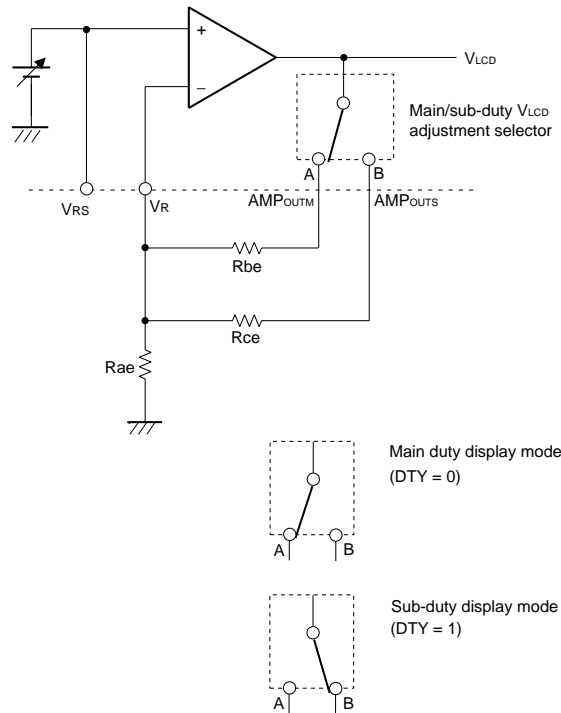 +
−
VLCD
Main/sub-duty VLCD
adjustment selector
A
B
AMPOUTM
AMPOUTS
VRS
VR
Rbe
Rce
Rae
Main duty display mode
(DTY = 0)
A
B
Sub-duty display mode
(DTY = 1)
A
B